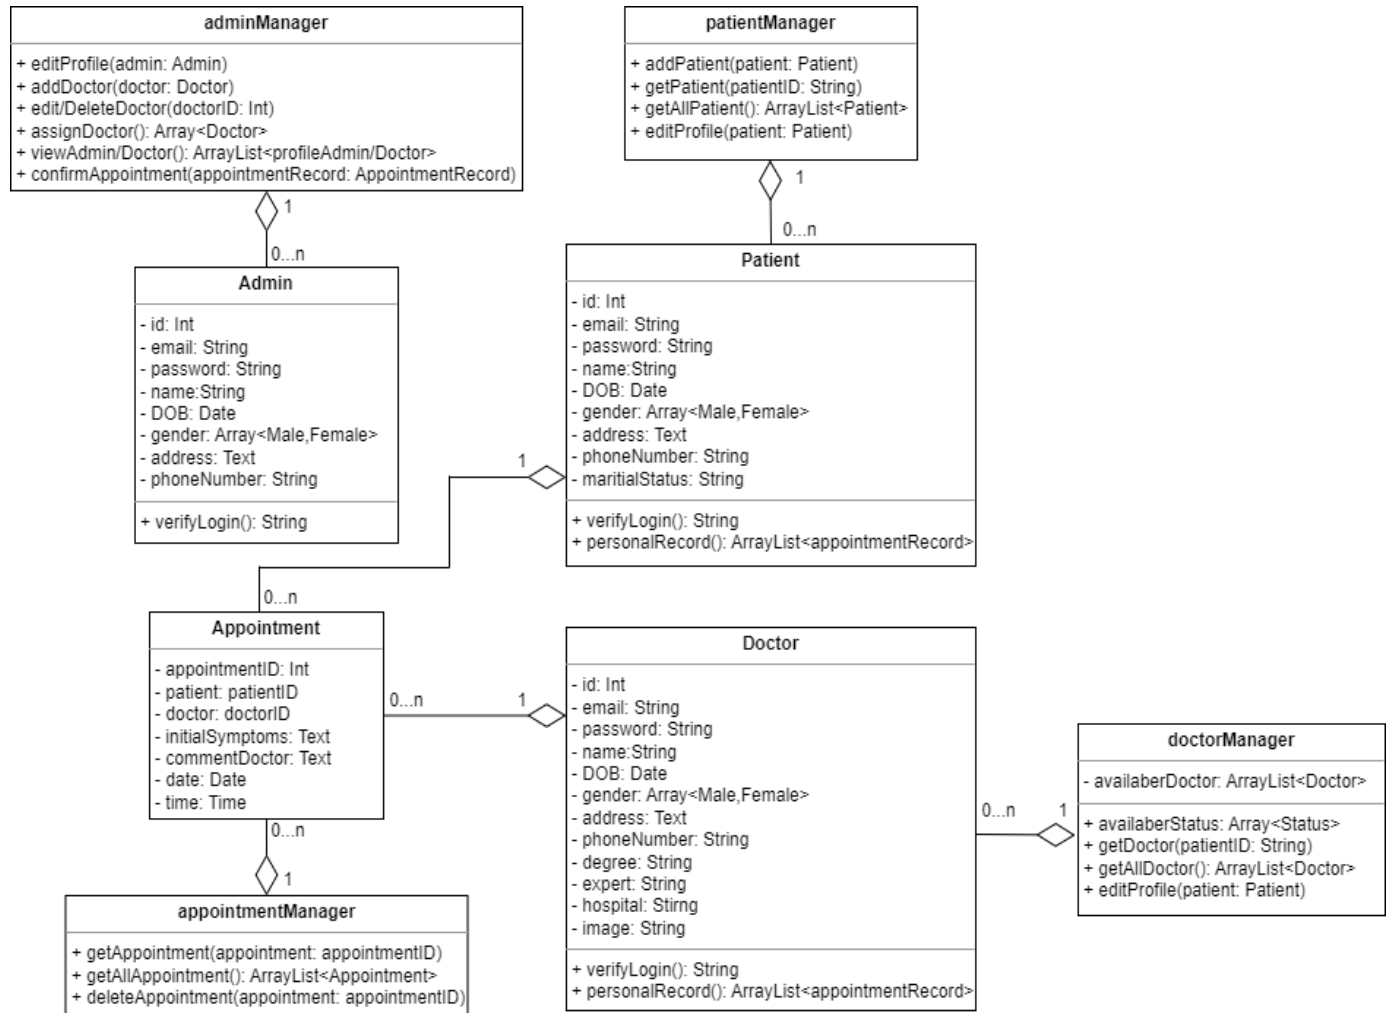 adminManager
+ editProfile(admin: Admin)
+ addDoctor(doctor: Doctor)
+ edit/DeleteDoctor(doctorID: Int)
+ assignDoctor(): Array<Doctor>
+ viewAdmin/Doctor(): ArrayList<profileAdmin/Doctor>
+ confirmAppointment(appointmentRecord: AppointmentRecord)
1
0...n
patientManager
+ addPatient(patient: Patient)
+ getPatient(patientID: String)
+ getAllPatient(): ArrayList<Patient>
+ editProfile(patient: Patient)
1
0...n
Admin
- id: Int
- email: String
- password: String
- name:String
- DOB: Date
- gender: Array<Male,Female>
- address: Text
- phoneNumber: String
+ verifyLogin(): String
Patient
- id: Int
- email: String
- password: String
- name:String
- DOB: Date
- gender: Array<Male,Female>
- address: Text
- phoneNumber: String
- maritialStatus: String
+ verifyLogin(): String
+ personalRecord(): ArrayList<appointmentRecord>
1
0...n
Appointment
- appointmentID: Int
- patient: patientID
- doctor: doctorID
- initialSymptoms: Text
- commentDoctor: Text
- date: Date
- time: Time
0...n
1
0...n
1
appointmentManager
+ getAppointment(appointment: appointmentID)
+ getAllAppointment(): ArrayList<Appointment>
+ deleteAppointment(appointment: appointmentID)
Doctor
- id: Int
- email: String
- password: String
- name:String
- DOB: Date
- gender: Array<Male,Female>
- address: Text
- phoneNumber: String
- degree: String
- expert: String
- hospital: Stirng
- image: String
+ verifyLogin(): String
+ personalRecord(): ArrayList<appointmentRecord>
0...n
1
doctorManager
- availaberDoctor: ArrayList<Doctor>
+ availaberStatus: Array<Status>
+ getDoctor(patientID: String)
+ getAllDoctor(): ArrayList<Doctor>
+ editProfile(patient: Patient)